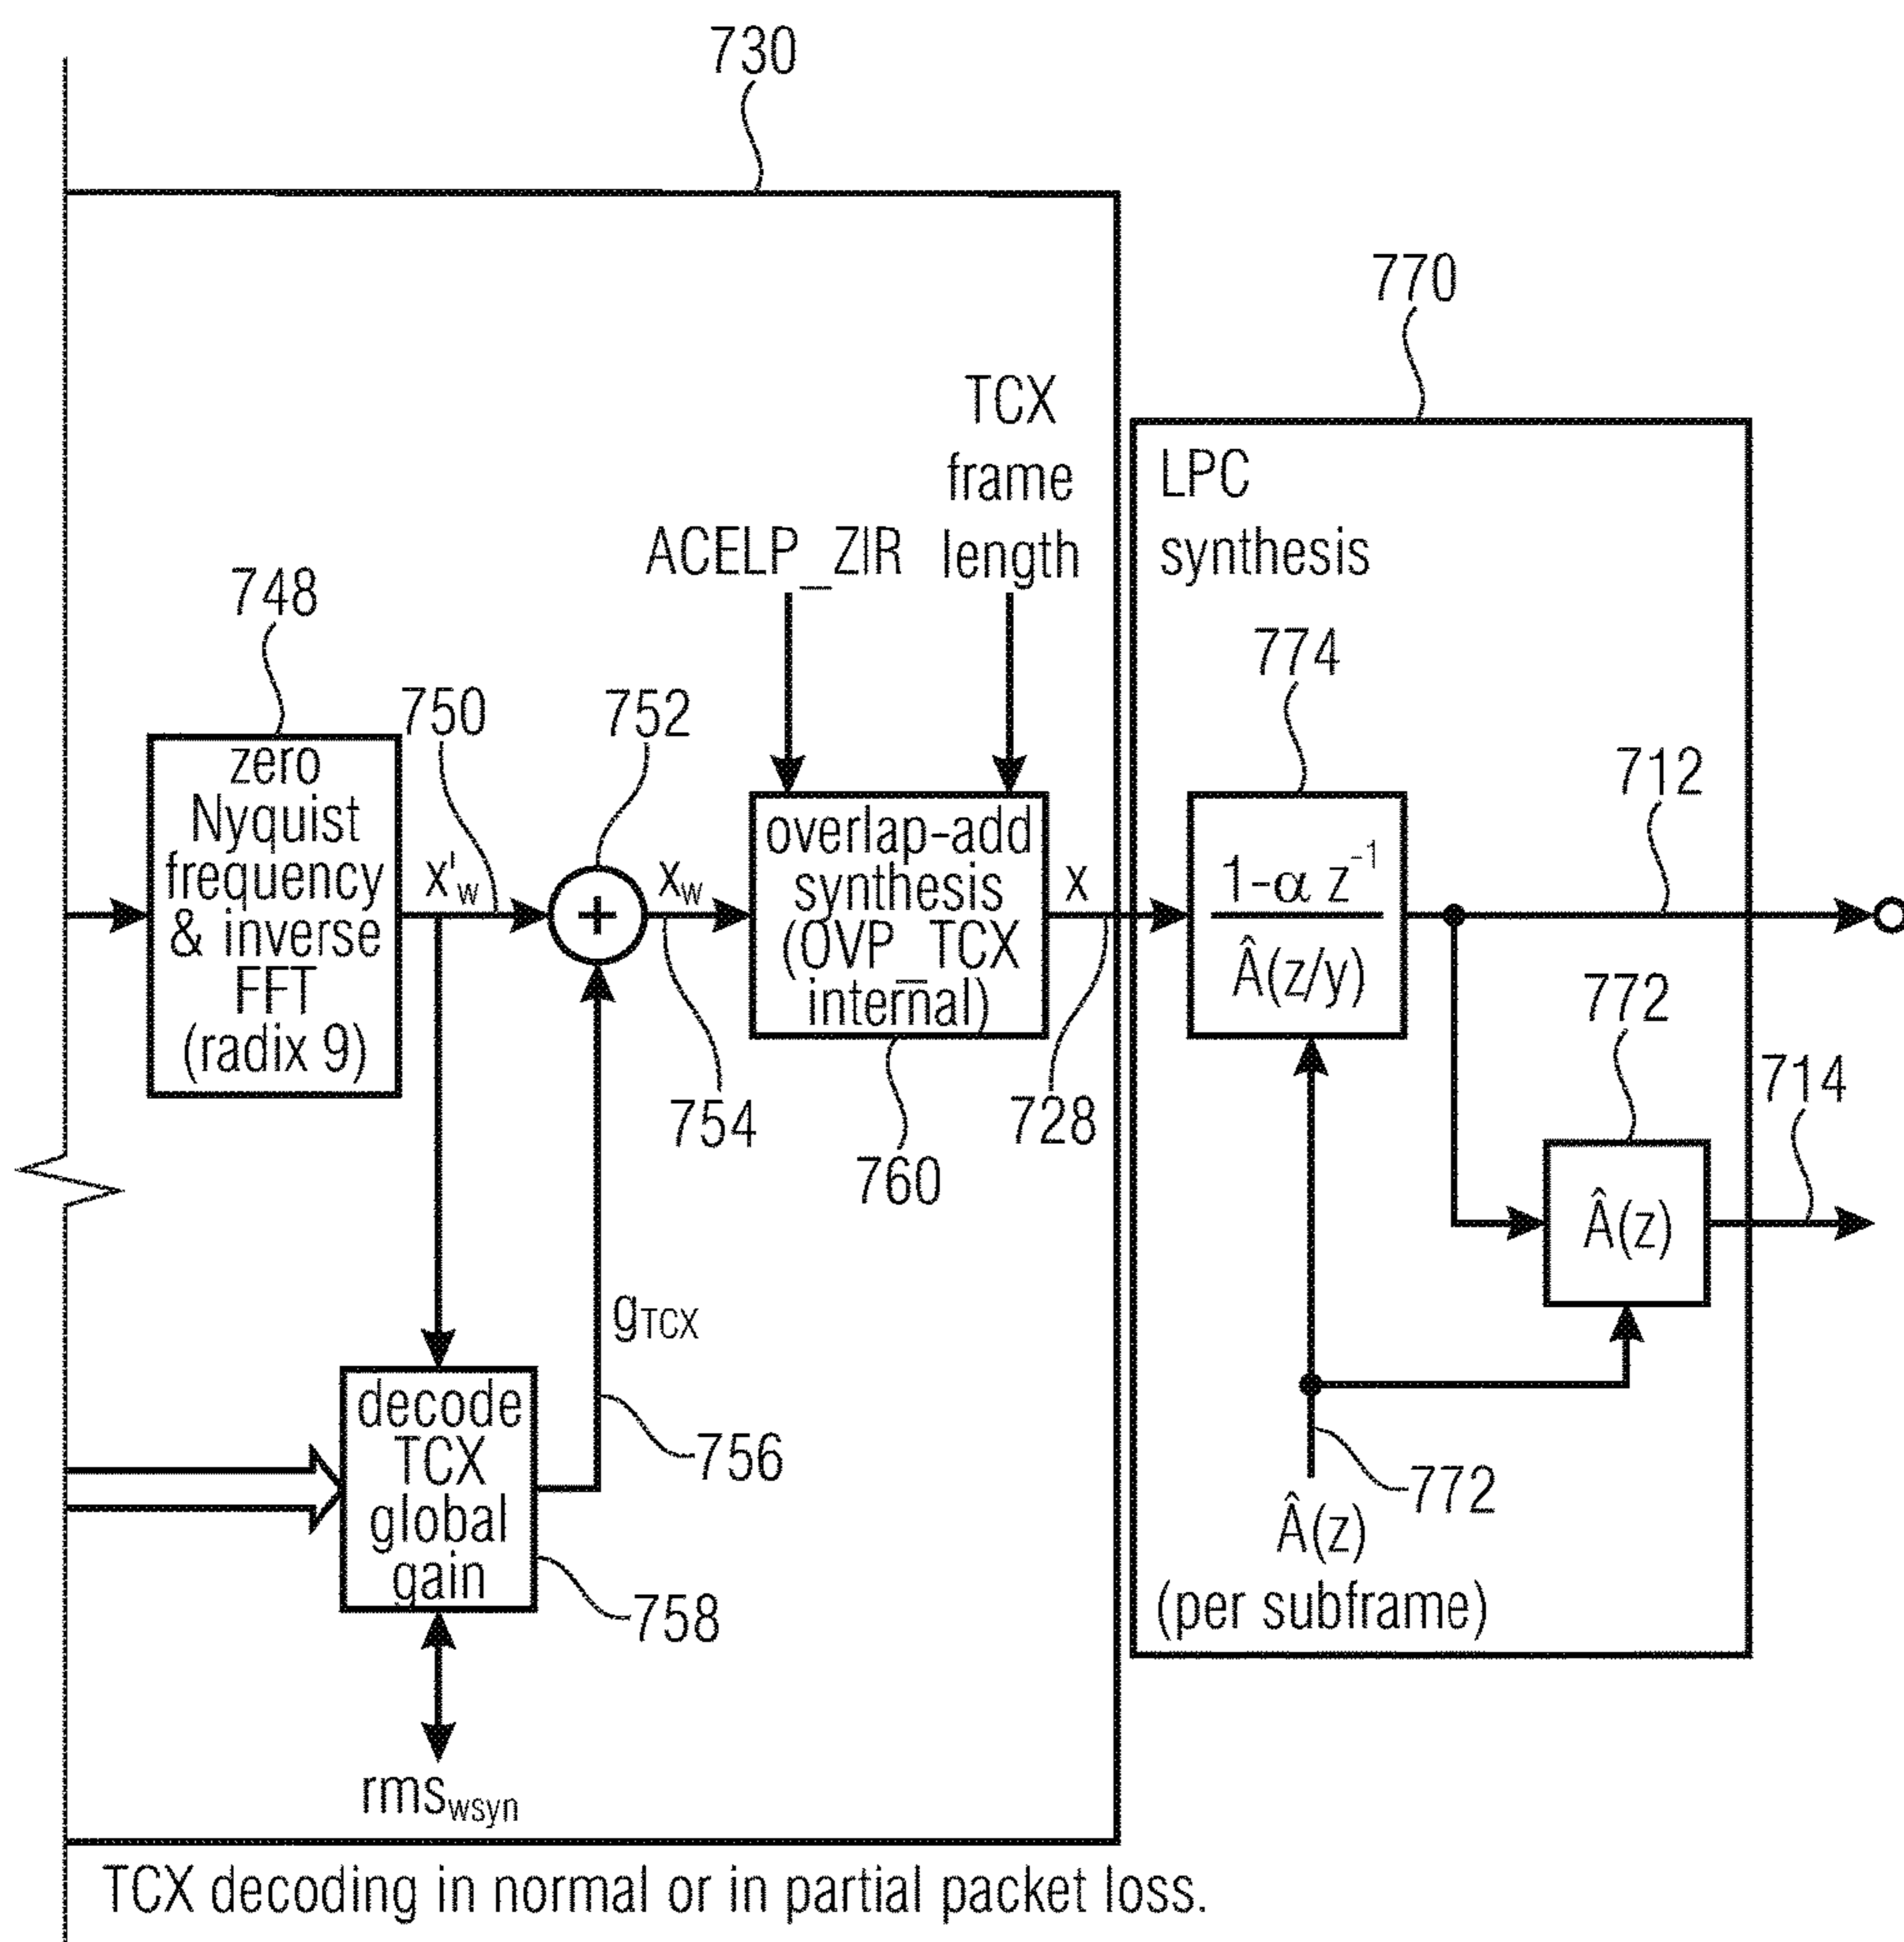 730
770
TCX
frame
length
ACELP_ZIR
LPC
synthesis
748
750
752
774
712
zero
Nyquist
frequency
& inverse
FFT
(radix 9)
x'w
+
xw
overlap-add
synthesis
(OVP_TCX
internal)
x
1-α z⁻¹
Â(z/y)
772
714
754
760
728
Â(z)
gTCX
756
decode
TCX
global
gain
758
772
Â(z)
(per subframe)
rmswsyn
TCX decoding in normal or in partial packet loss.